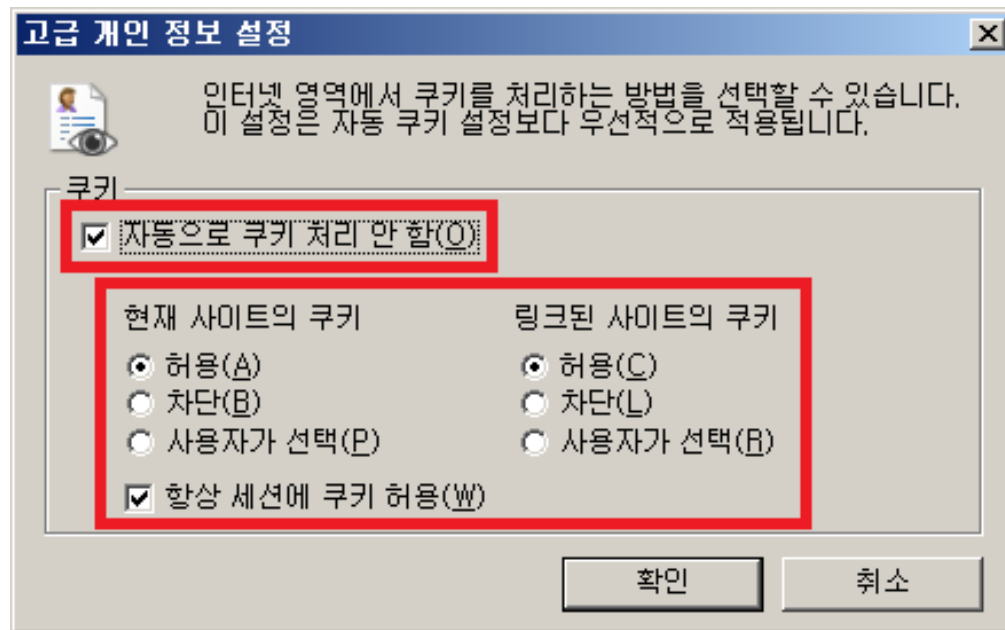 고급 개인 정보 설정
인터넷 영역에서 쿠키를 처리하는 방법을 선택할 수 있습니다.
이 설정은 자동 쿠키 설정보다 우선적으로 적용됩니다.
쿠키
자동으로 쿠키 처리 안 함(O)
현재 사이트의 쿠키
허용(A)
차단(B)
사용자가 선택(P)
링크된 사이트의 쿠키
허용(C)
차단(L)
사용자가 선택(R)
항상 세션에 쿠키 허용(W)
확인
취소